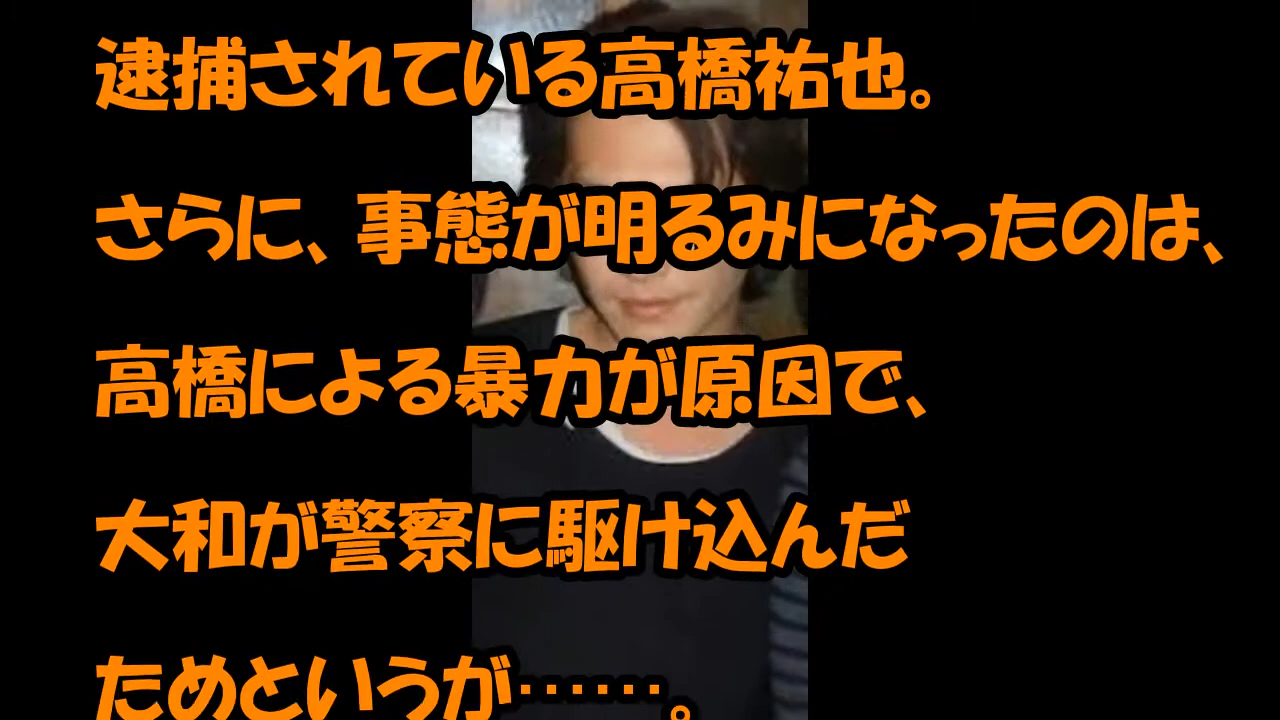 逮捕されている高橋祐也。
さらに、事態が明るみになったのは、
高橋による暴力が原因で、
大和が警察に駆け込んだ
ためというが……。